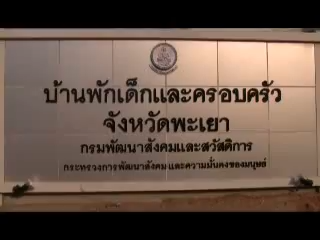 บ้านพักเด็กและครอบครัว
จังหวัดพะเยา
กรมพัฒนาสังคมและสวัสดิการ
กระทรวงการพัฒนาสังคม และความมั่นคงของมนุษย์